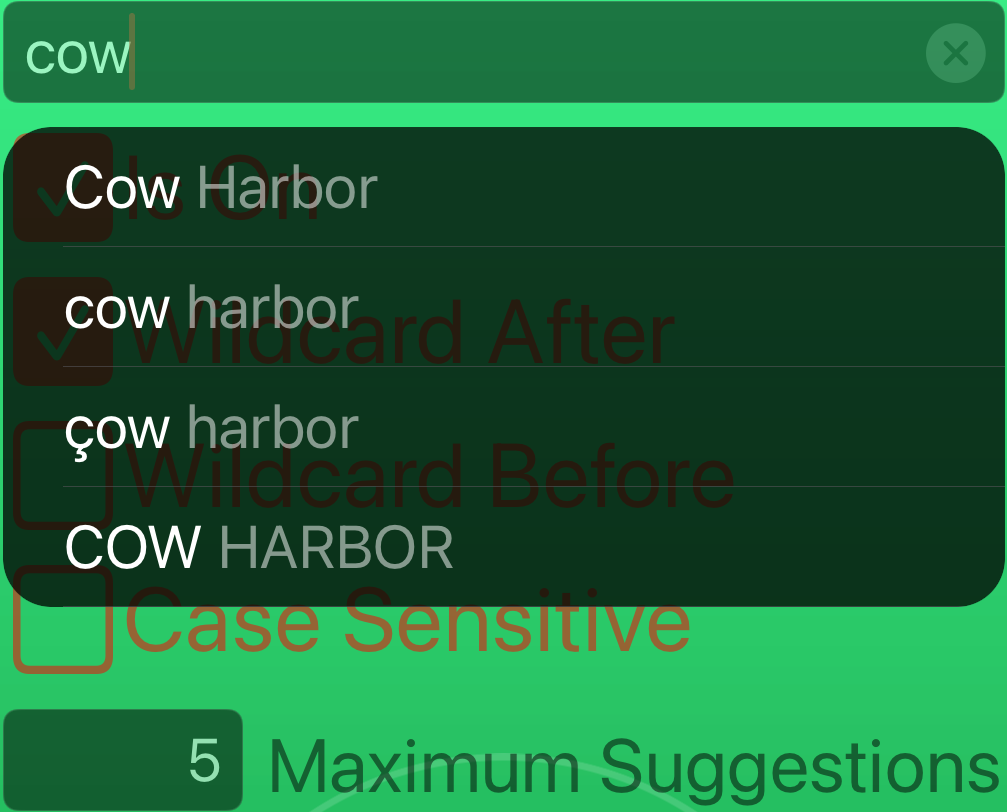 cow
Cow Harbor
Is On
cow harbor
Wildcard After
çow harbor
Wildcard Before
COW HARBOR
Case Sensitive
5 Maximum Suggestions